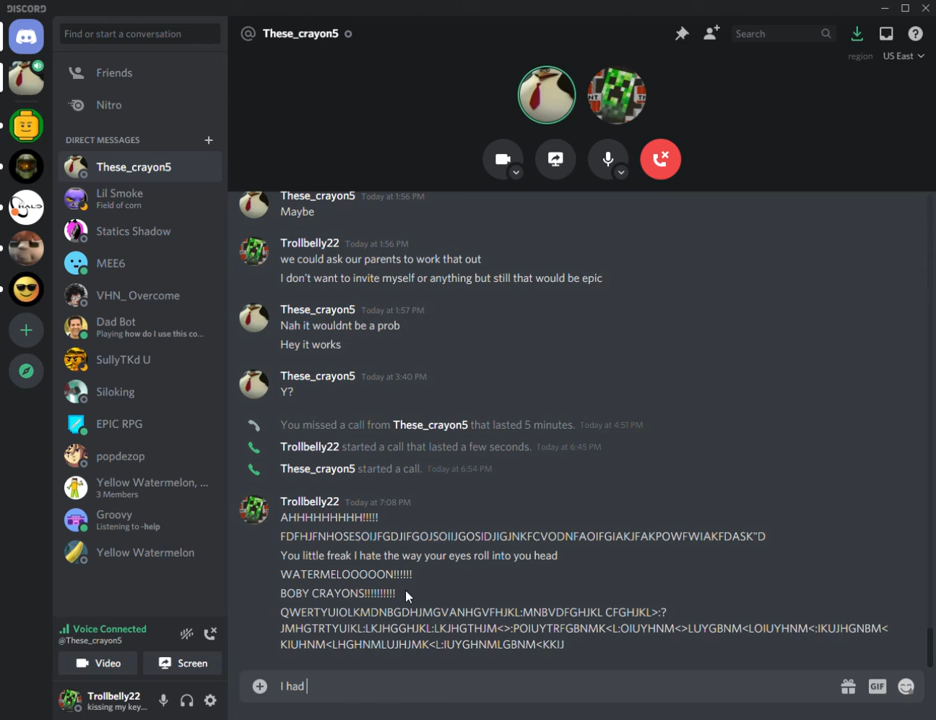 DISCORD
Find or start a conversation
Friends
Nitro
DIRECT MESSAGES
These_crayon5
Lil Smoke
Field of corn
Statics Shadow
MEE6
VHN_ Overcome
Dad Bot
Playing how do I use this co...
SullyTKd U
Siloking
EPIC RPG
popdezop
Yellow Watermelon, ...
3 Members
Groovy
Listening to -help
Yellow Watermelon
Voice Connected
@These_crayon5
Video
Screen
Trollbelly22
kissing my key...
@ These_crayon5
Search
region US East
These_crayon5 Today at 1:56 PM
Maybe
Trollbelly22 Today at 1:56 PM
we could ask our parents to work that out
I don't want to invite myself or anything but still that would be epic
These_crayon5 Today at 1:57 PM
Nah it wouldnt be a prob
Hey it works
These_crayon5 Today at 3:40 PM
Y?
You missed a call from These_crayon5 that lasted 5 minutes. Today at 4:51 PM
Trollbelly22 started a call that lasted a few seconds. Today at 6:45 PM
These_crayon5 started a call. Today at 6:54 PM
Trollbelly22 Today at 7:08 PM
AHHHHHHHHH!!!!!
FDFHJFNHOSESOIJFGDJIFGOJSOIIJGOSIDJIGJNKFCVODNFAOIFGIAKJFAKPOWFWIAKFDASK"D
You little freak I hate the way your eyes roll into you head
WATERMELOOOOON!!!!!!
BOBY CRAYONS!!!!!!!!!!
QWERTYUIOLKMDNBGDHJMGVANHGVFHJKL:MNBVDFGHJKL CFGHJKL>:?
JMHGTRTYUIKL:LKJHGGHJKL:LKJHGTHJM<>:POIUYTRFGBNMK<L:OIUYHNM<>LUYGBNM<LOIUYHNM<:IKUJHGNBM<
KIUHNM<LHGHNMLUJHJMK<L:IUYGHNMLGBNM<KKIJ
I had
GIF